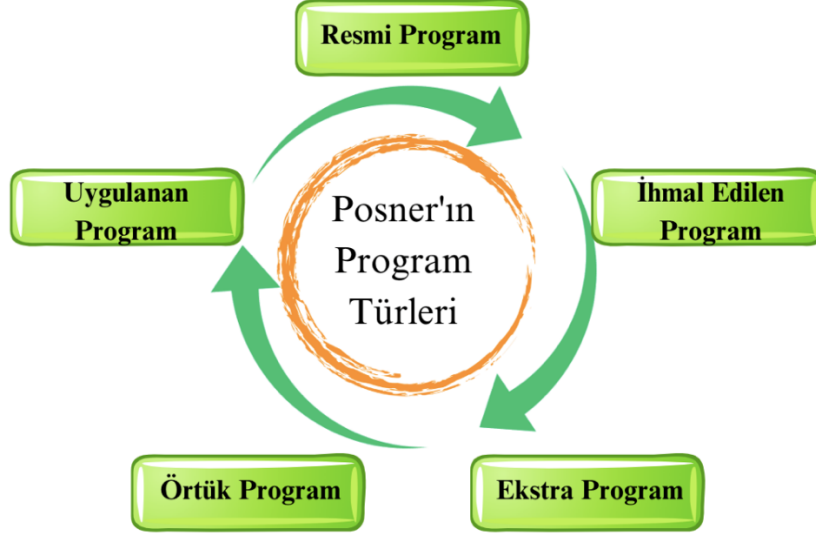 Resmi Program
Uygulanan
Program
İhmal Edilen
Program
Posner'ın
Program
Türleri
Örtük Program
Ekstra Program